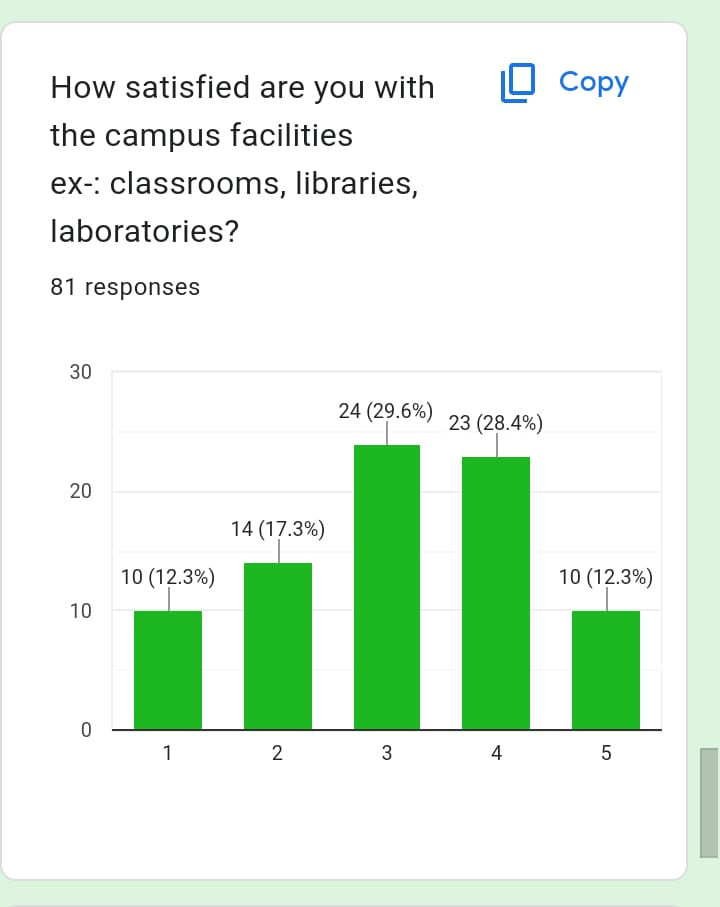 How satisfied are you with
the campus facilities
ex-: classrooms, libraries,
laboratories?
Copy
81 responses
30
20
10
0
10 (12.3%)
14 (17.3%)
24 (29.6%)
23 (28.4%)
10 (12.3%)
1
2
3
4
5